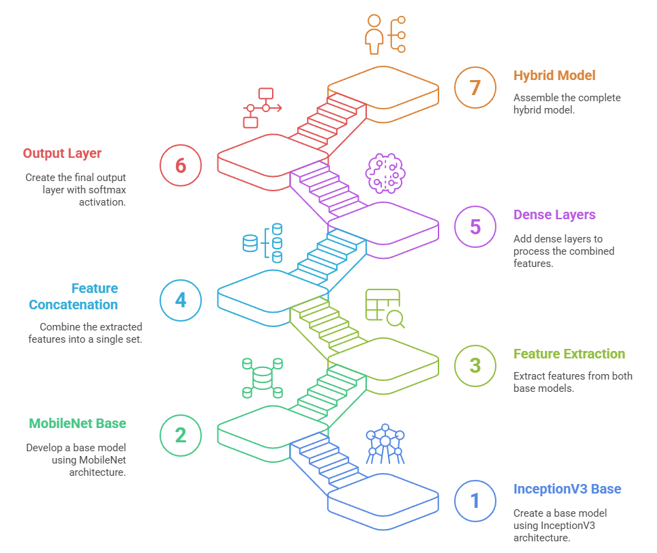 7
Hybrid Model
Assemble the complete
hybrid model.
Output Layer
6
Create the final output
layer with softmax
activation.
5
Dense Layers
Add dense layers to
process the combined
features.
Feature
Concatenation
4
Combine the extracted
features into a single set.
3
Feature Extraction
Extract features from both
base models.
MobileNet Base
2
Develop a base model
using MobileNet
architecture.
1
InceptionV3 Base
Create a base model
using InceptionV3
architecture.